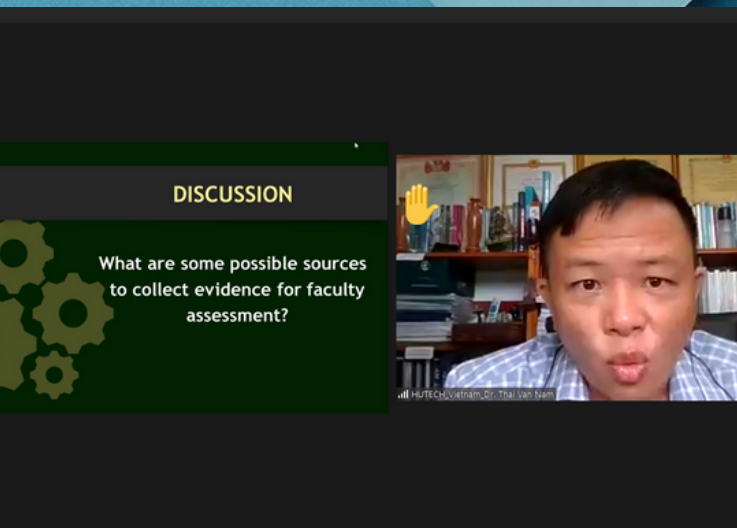 DISCUSSION
What are some possible sources
to collect evidence for faculty
assessment?
HUTECH_Vietnam_Dr. Thai Van Nam